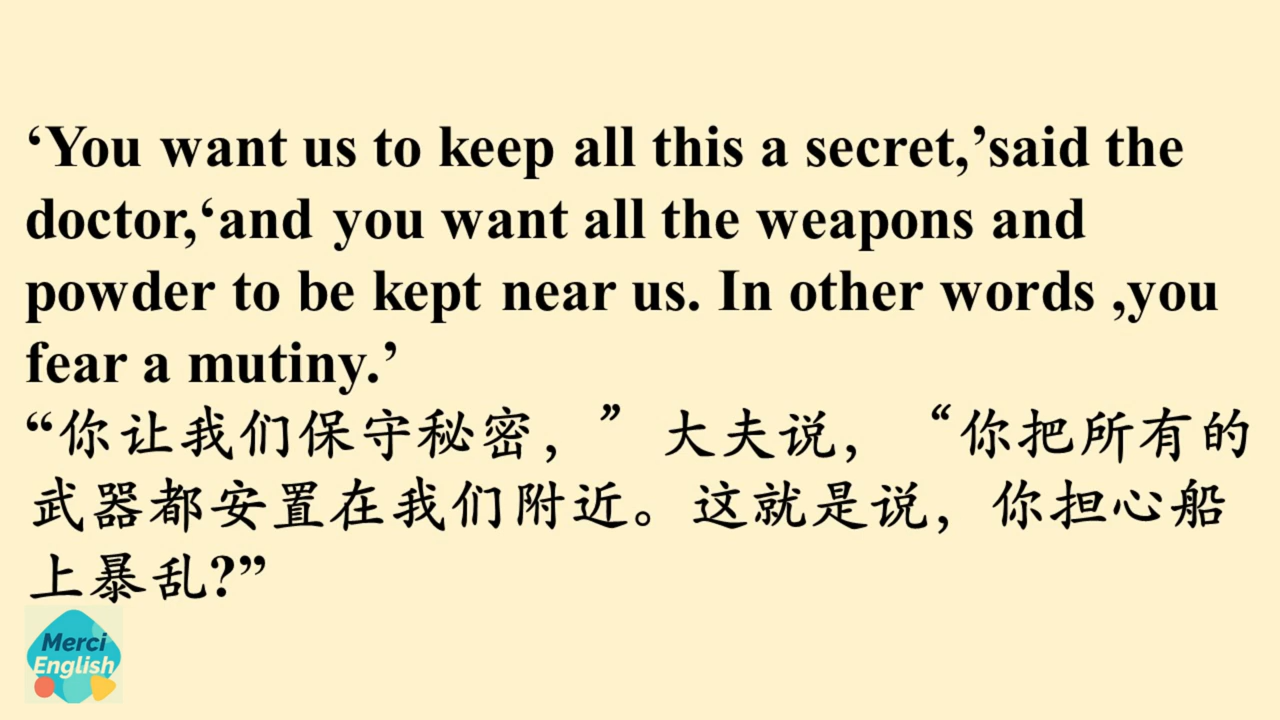 ‘You want us to keep all this a secret,’said the
doctor,‘and you want all the weapons and
powder to be kept near us. In other words ,you
fear a mutiny.’
“你让我们保守秘密，”大夫说，“你把所有的
武器都安置在我们附近。这就是说，你担心船
上暴乱?”
Merci
English